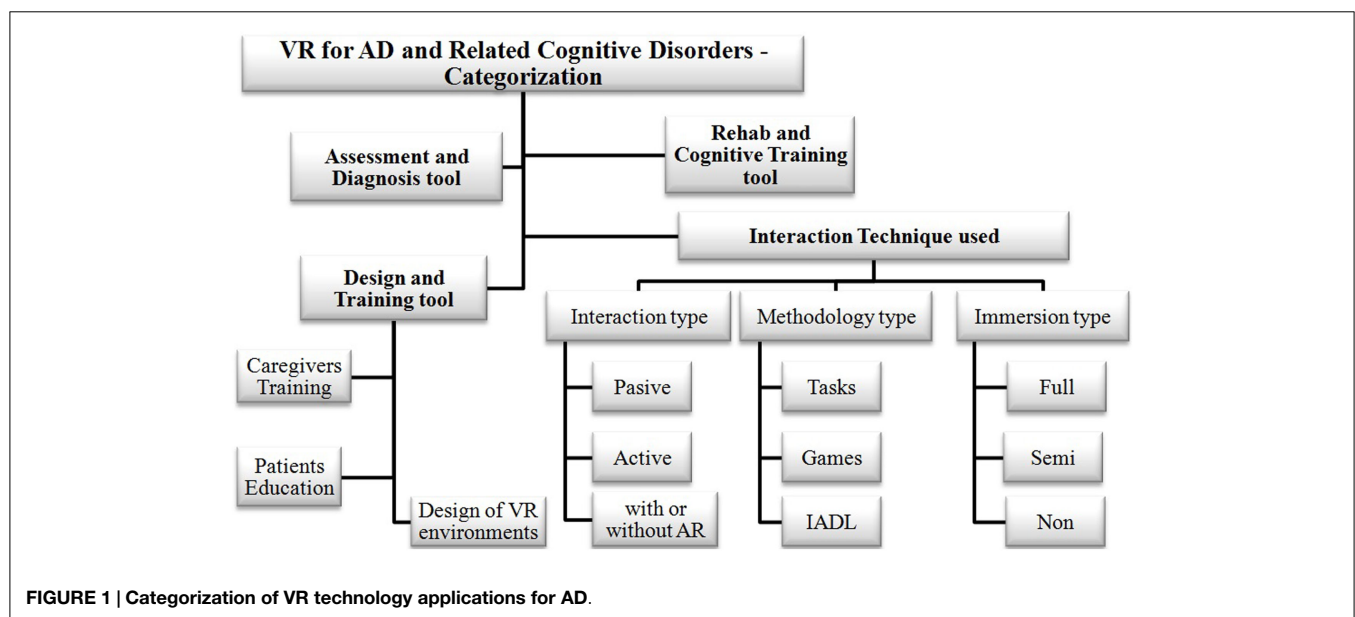 VR for AD and Related Cognitive Disorders -
Categorization
Assessment and
Diagnosis tool
Rehab and
Cognitive Training
tool
Interaction Technique used
Design and
Training tool
Interaction type
Methodology type
Immersion type
Caregivers
Training
Pasive
Tasks
Full
Patients
Education
Active
Games
Semi
Design of VR
environments
with or
without AR
IADL
Non
FIGURE 1 | Categorization of VR technology applications for AD.